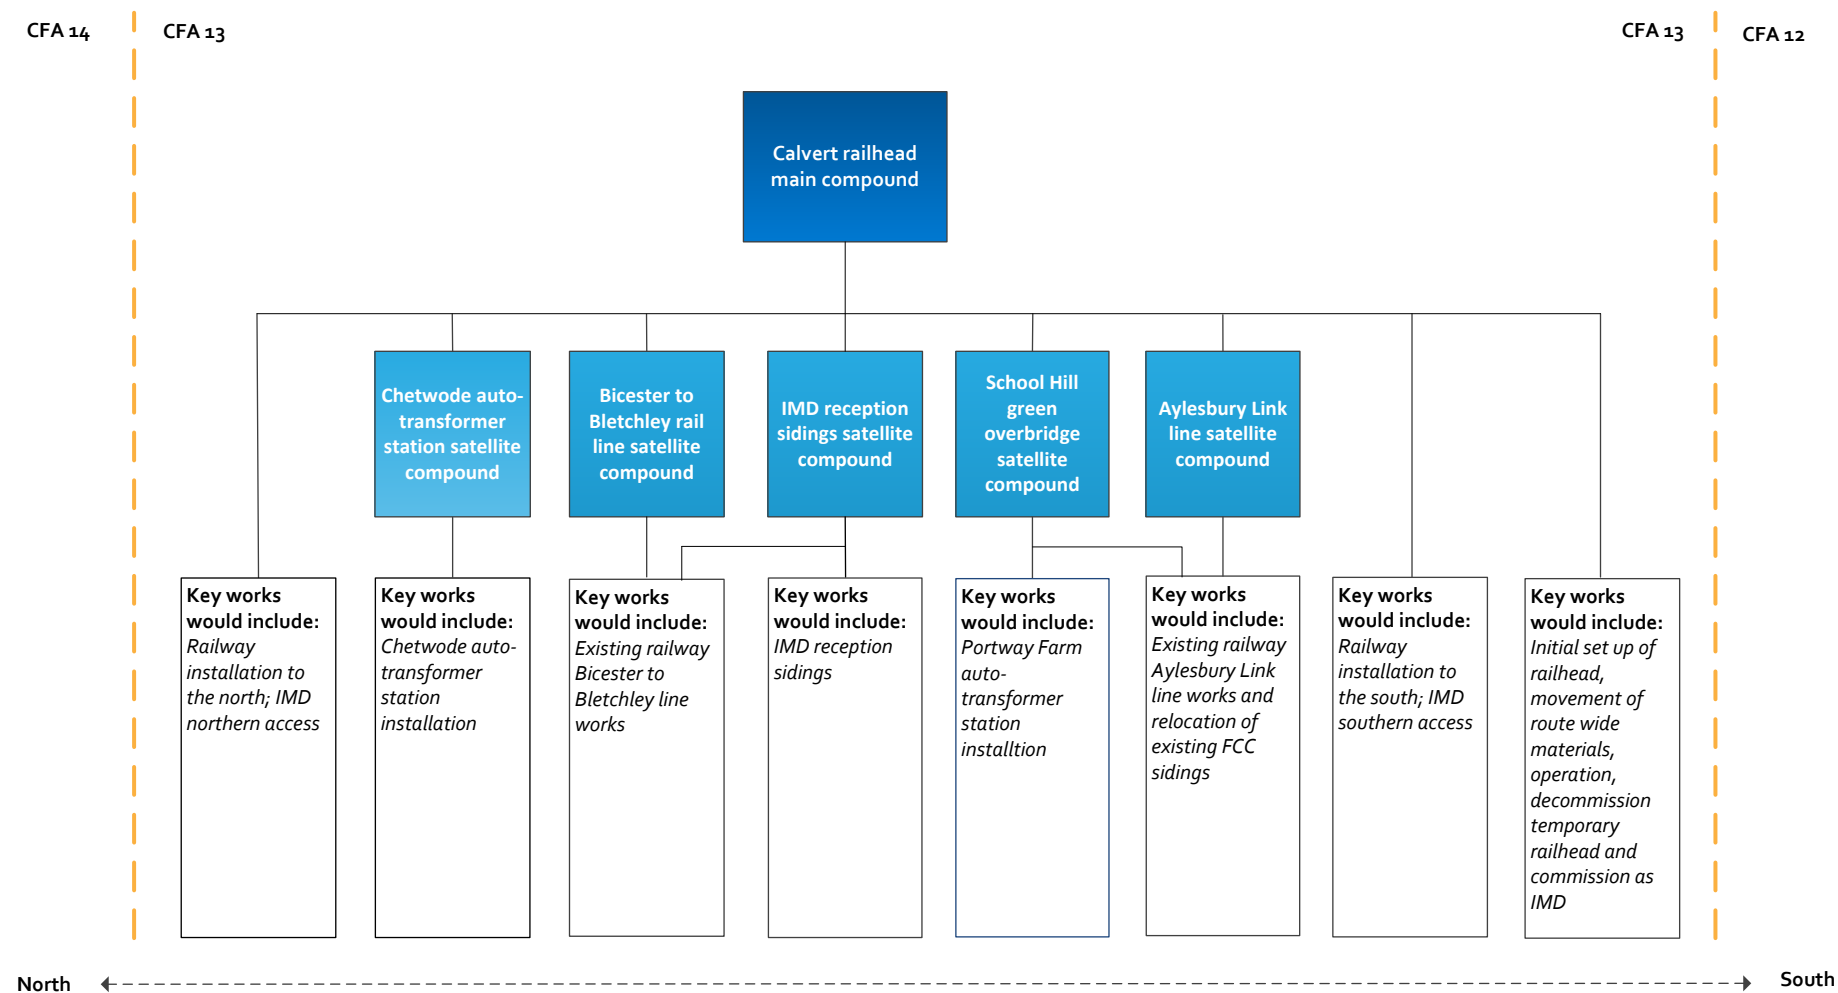 CFA 14
CFA 13
CFA 13
CFA 12
Calvert railhead
main compound
Chetwode auto-
transformer
station satellite
compound
Bicester to
Bletchley rail
line satellite
compound
IMD reception
sidings satellite
compound
School Hill
green
overbridge
satellite
compound
Aylesbury Link
line satellite
compound
Key works
would include:
Railway
installation to
the north; IMD
northern access
Key works
would include:
Chetwode auto-
transformer
station
installation
Key works
would include:
Existing railway
Bicester to
Bletchley line
works
Key works
would include:
IMD reception
sidings
Key works
would include:
Portway Farm
auto-
transformer
station
installtion
Key works
would include:
Existing railway
Aylesbury Link
line works and
relocation of
existing FCC
sidings
Key works
would include:
Railway
installation to
the south; IMD
southern access
Key works
would include:
Initial set up of
railhead,
movement of
route wide
materials,
operation,
decommission
temporary
railhead and
commission as
IMD
North
South